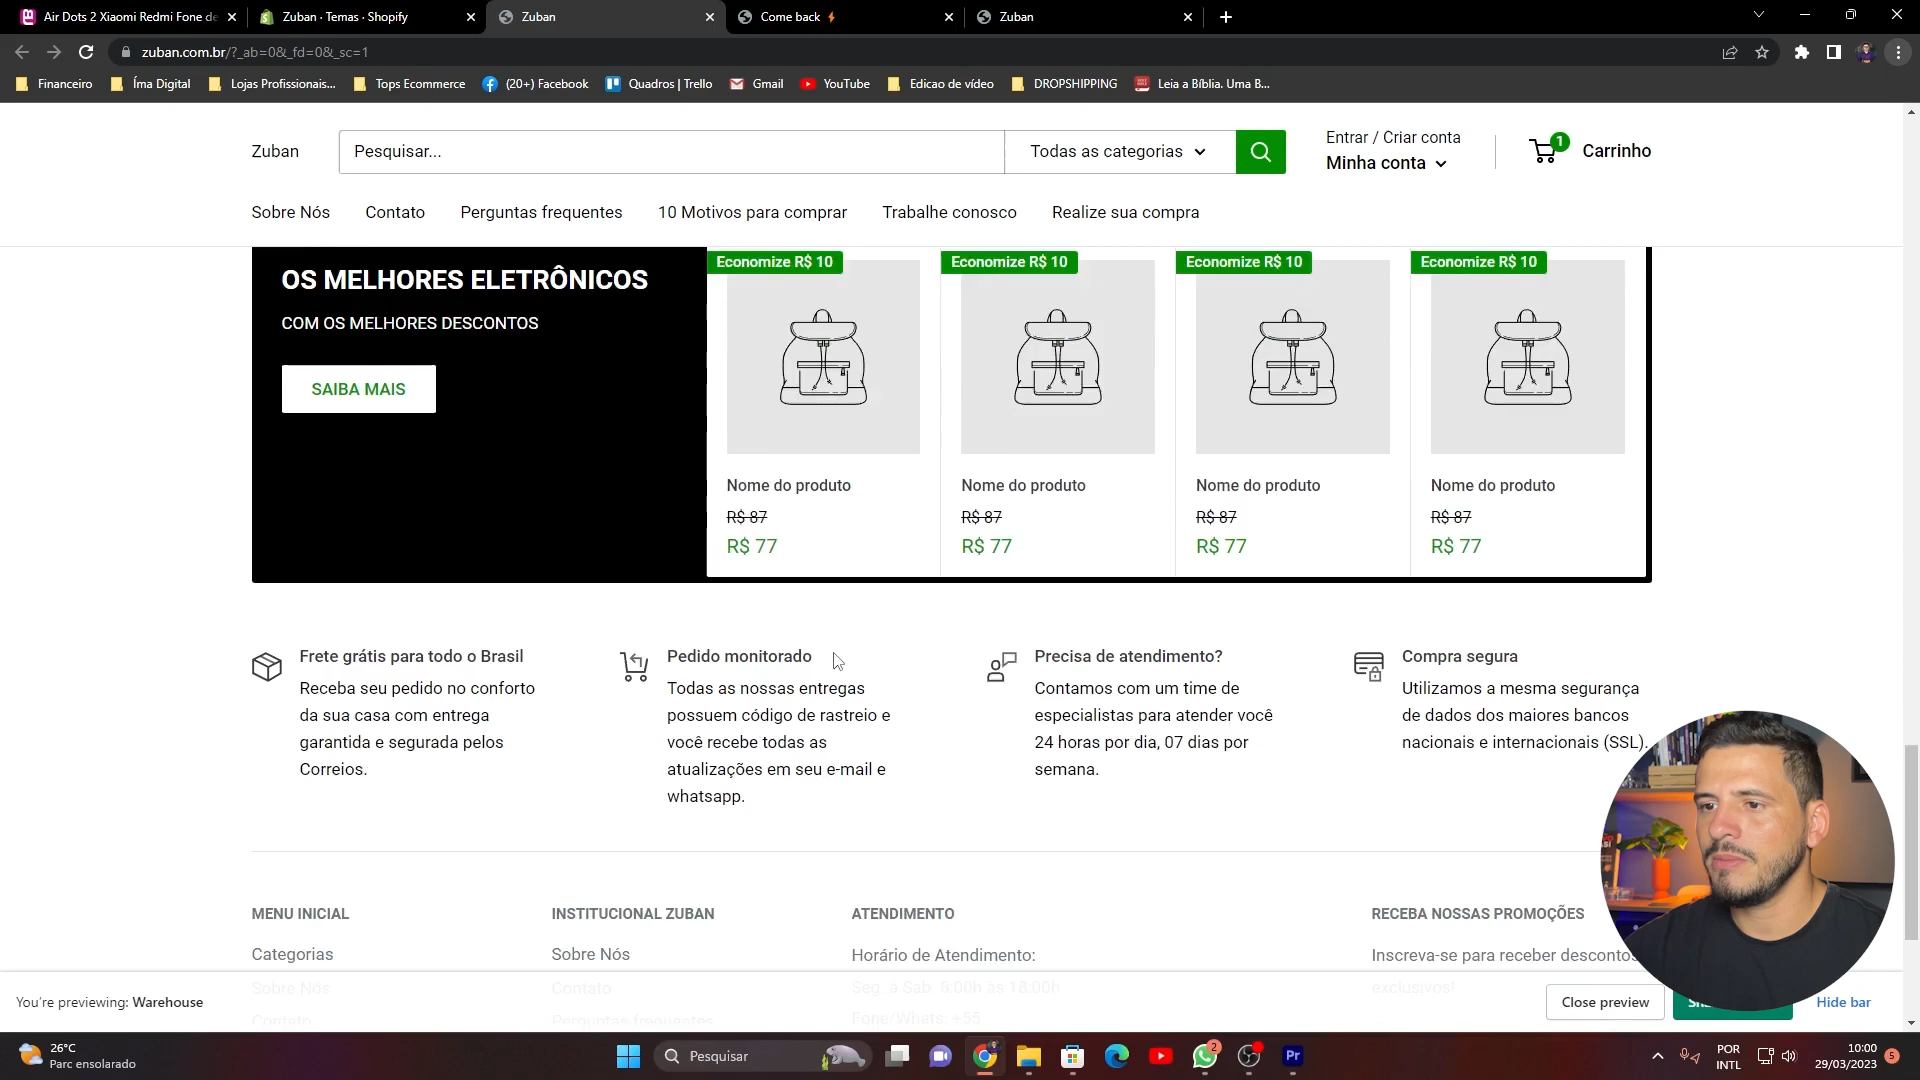 Air Dots 2 Xiaomi Redmi Fone de
Zuban · Temas · Shopify
Zuban
Come back
Zuban
zuban.com.br/?_ab=0&_fd=0&_sc=1
Financeiro
Íma Digital
Lojas Profissionais...
Tops Ecommerce
(20+) Facebook
Quadros | Trello
Gmail
YouTube
Edicao de vídeo
DROPSHIPPING
Leia a Bíblia. Uma B...
Zuban
Pesquisar...
Todas as categorias
Entrar / Criar conta
Minha conta
1
Carrinho
Sobre Nós
Contato
Perguntas frequentes
10 Motivos para comprar
Trabalhe conosco
Realize sua compra
OS MELHORES ELETRÔNICOS
COM OS MELHORES DESCONTOS
SAIBA MAIS
Economize R$ 10
Nome do produto
R$ 87
R$ 77
Economize R$ 10
Nome do produto
R$ 87
R$ 77
Economize R$ 10
Nome do produto
R$ 87
R$ 77
Economize R$ 10
Nome do produto
R$ 87
R$ 77
Frete grátis para todo o Brasil
Receba seu pedido no conforto
da sua casa com entrega
garantida e segurada pelos
Correios.
Pedido monitorado
Todas as nossas entregas
possuem código de rastreio e
você recebe todas as
atualizações em seu e-mail e
whatsapp.
Precisa de atendimento?
Contamos com um time de
especialistas para atender você
24 horas por dia, 07 dias por
semana.
Compra segura
Utilizamos a mesma segurança
de dados dos maiores bancos
nacionais e internacionais (SSL).
MENU INICIAL
Categorias
Sobre Nós
Contato
INSTITUCIONAL ZUBAN
Sobre Nós
Contato
Perguntas frequentes
ATENDIMENTO
Horário de Atendimento:
Seg. a Sab. 8:00h as 18:00h
Fone/Whats: +55
RECEBA NOSSAS PROMOÇÕES
Inscreva-se para receber descontos
exclusivos!
You're previewing: Warehouse
Close preview
Hide bar
26°C
Parc ensolarado
Pesquisar
2
Pr
POR
INTL
10:00
29/03/2023
5